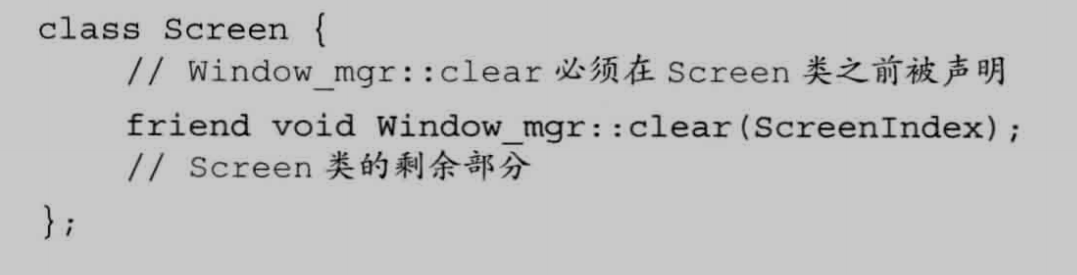 class Screen {
// Window_mgr::clear 必须在 Screen 类之前被声明
friend void Window_mgr::clear(ScreenIndex);
// Screen 类的剩余部分
};